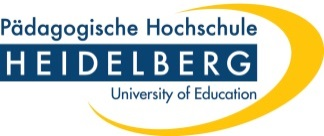 Pädagogische Hochschule
HEIDELBERG
University of Education